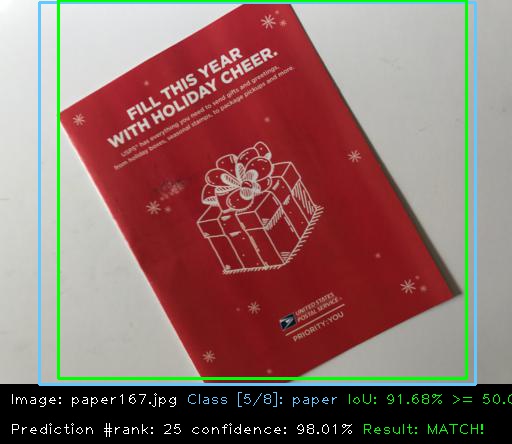 FILL THIS YEAR
WITH HOLIDAY CHEER.
USPS® has everything you need to send gifts and greetings,
from holiday boxes, seasonal stamps, to package pickups and more.
UNITED STATES
POSTAL SERVICE®
PRIORITY:YOU
Image: paper167.jpg Class [5/8]: paper IoU: 91.68% >= 50.0
Prediction #rank: 25 confidence: 98.01% Result: MATCH!